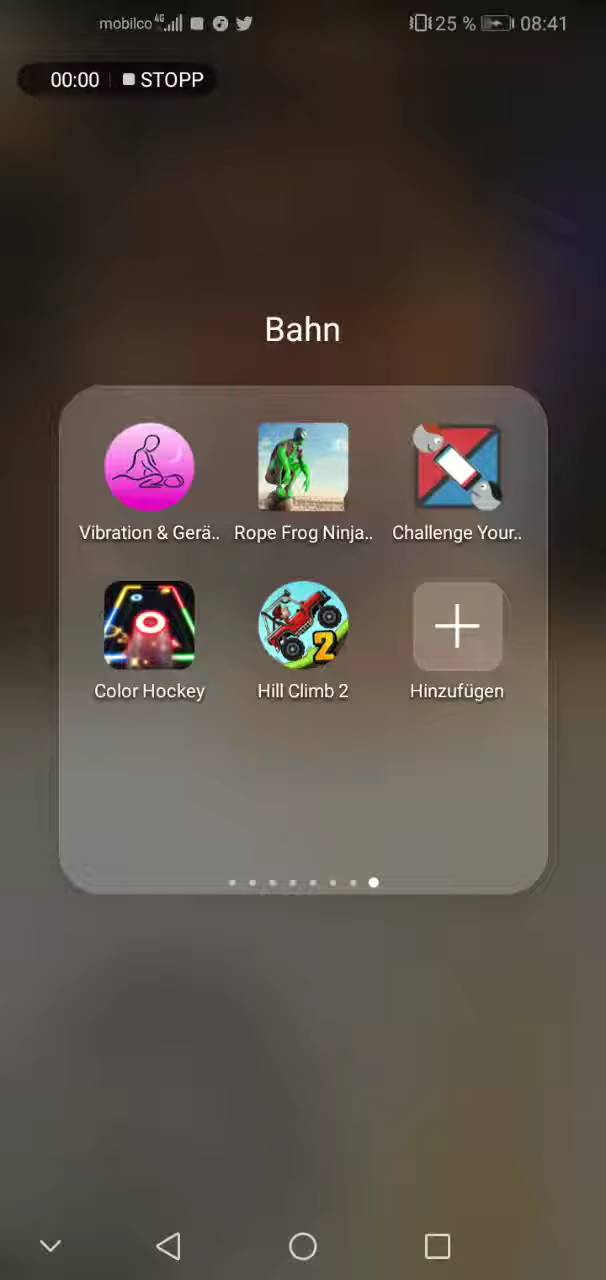 mobilco 4G 25 % 08:41
00:00 STOPP
Bahn
Vibration & Gerä.. Rope Frog Ninja.. Challenge Your..
2
Color Hockey Hill Climb 2 Hinzufügen